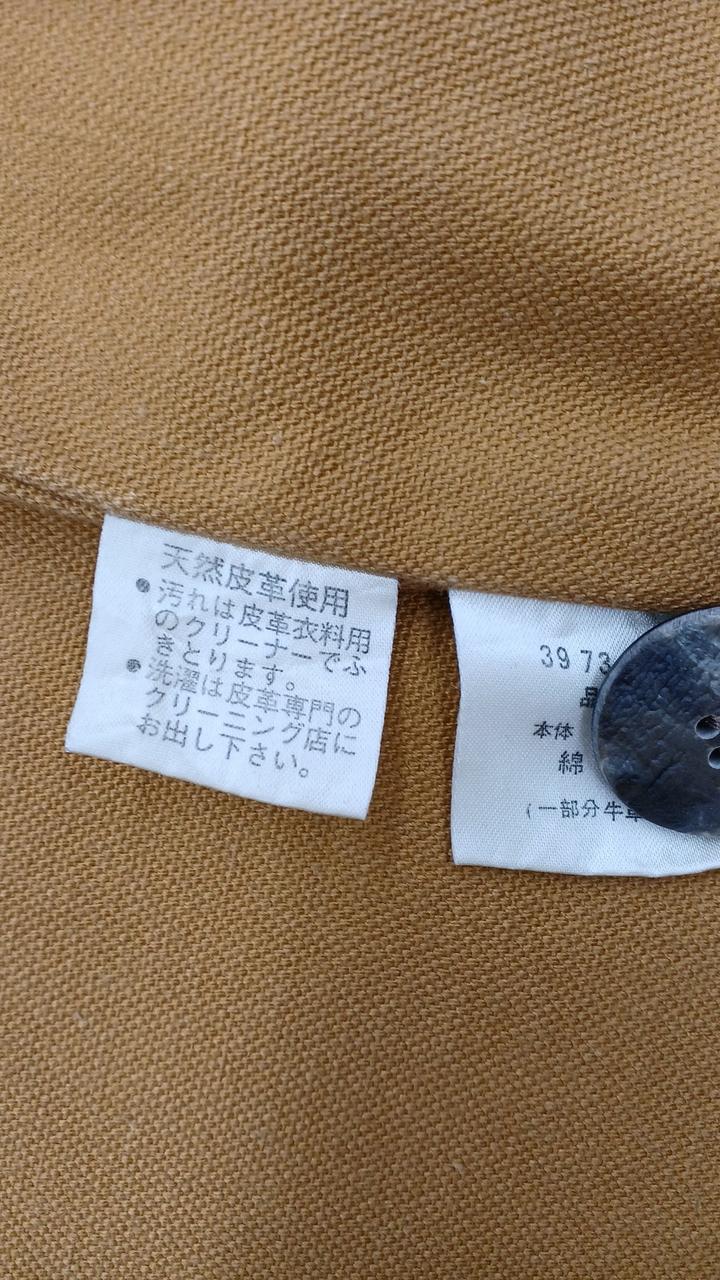 天然皮革使用
●汚れは皮革衣料用
のクリーナーでふ
きとります。
●洗濯は皮革専門の
クリーニング店に
お出し下さい。
39 73
品
本体
綿
(一部分牛革